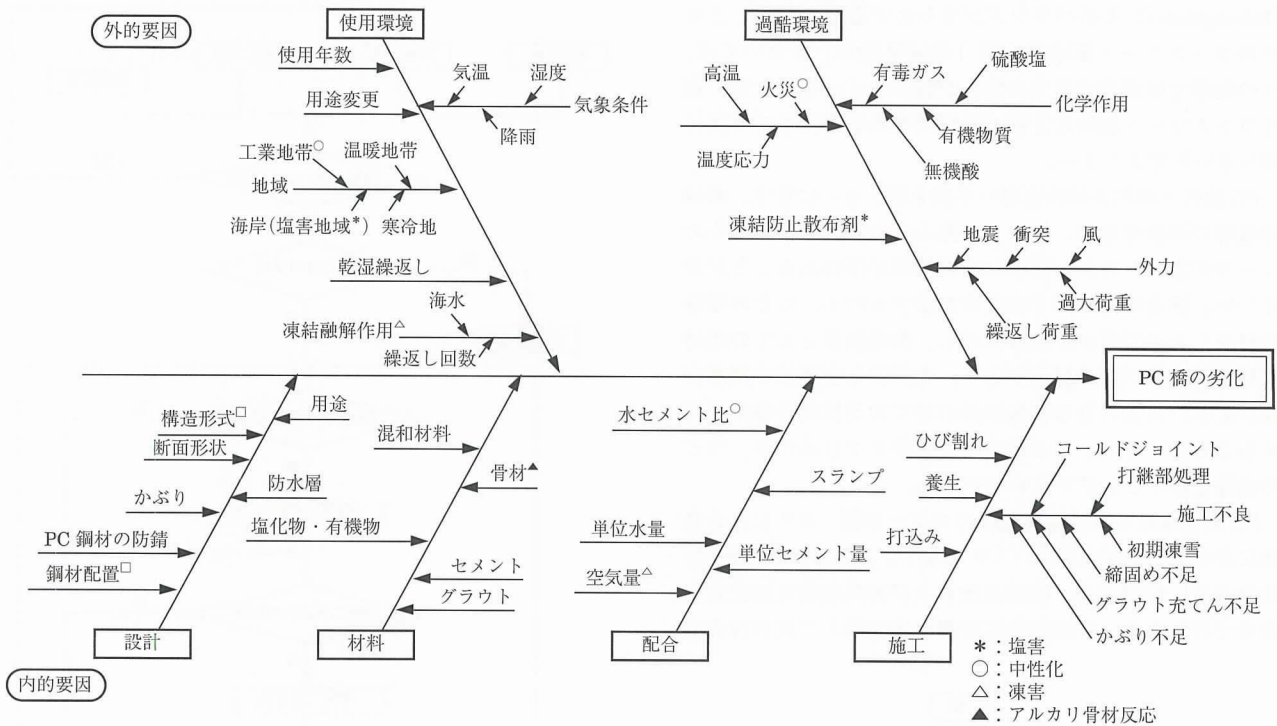 外的要因
使用環境
使用年数
用途変更
気温
湿度
気象条件
降雨
工業地帯○
温暖地帯
地域
海岸(塩害地域*)
寒冷地
乾湿繰返し
海水
凍結融解作用△
繰返し回数
過酷環境
高温
火災○
温度応力
有毒ガス
硫酸塩
化学作用
有機物質
無機酸
凍結防止散布剤*
地震
衝突
風
外力
過大荷重
繰返し荷重
PC 橋の劣化
構造形式□
用途
断面形状
かぶり
防水層
PC 鋼材の防錆
鋼材配置□
設計
混和材料
骨材▲
塩化物・有機物
セメント
グラウト
材料
水セメント比○
スランプ
単位水量
単位セメント量
空気量△
配合
ひび割れ
コールドジョイント
打継部処理
養生
施工不良
打込み
初期凍雪
締固め不足
グラウト充てん不足
かぶり不足
施工
内的要因
*：塩害
○：中性化
△：凍害
▲：アルカリ骨材反応